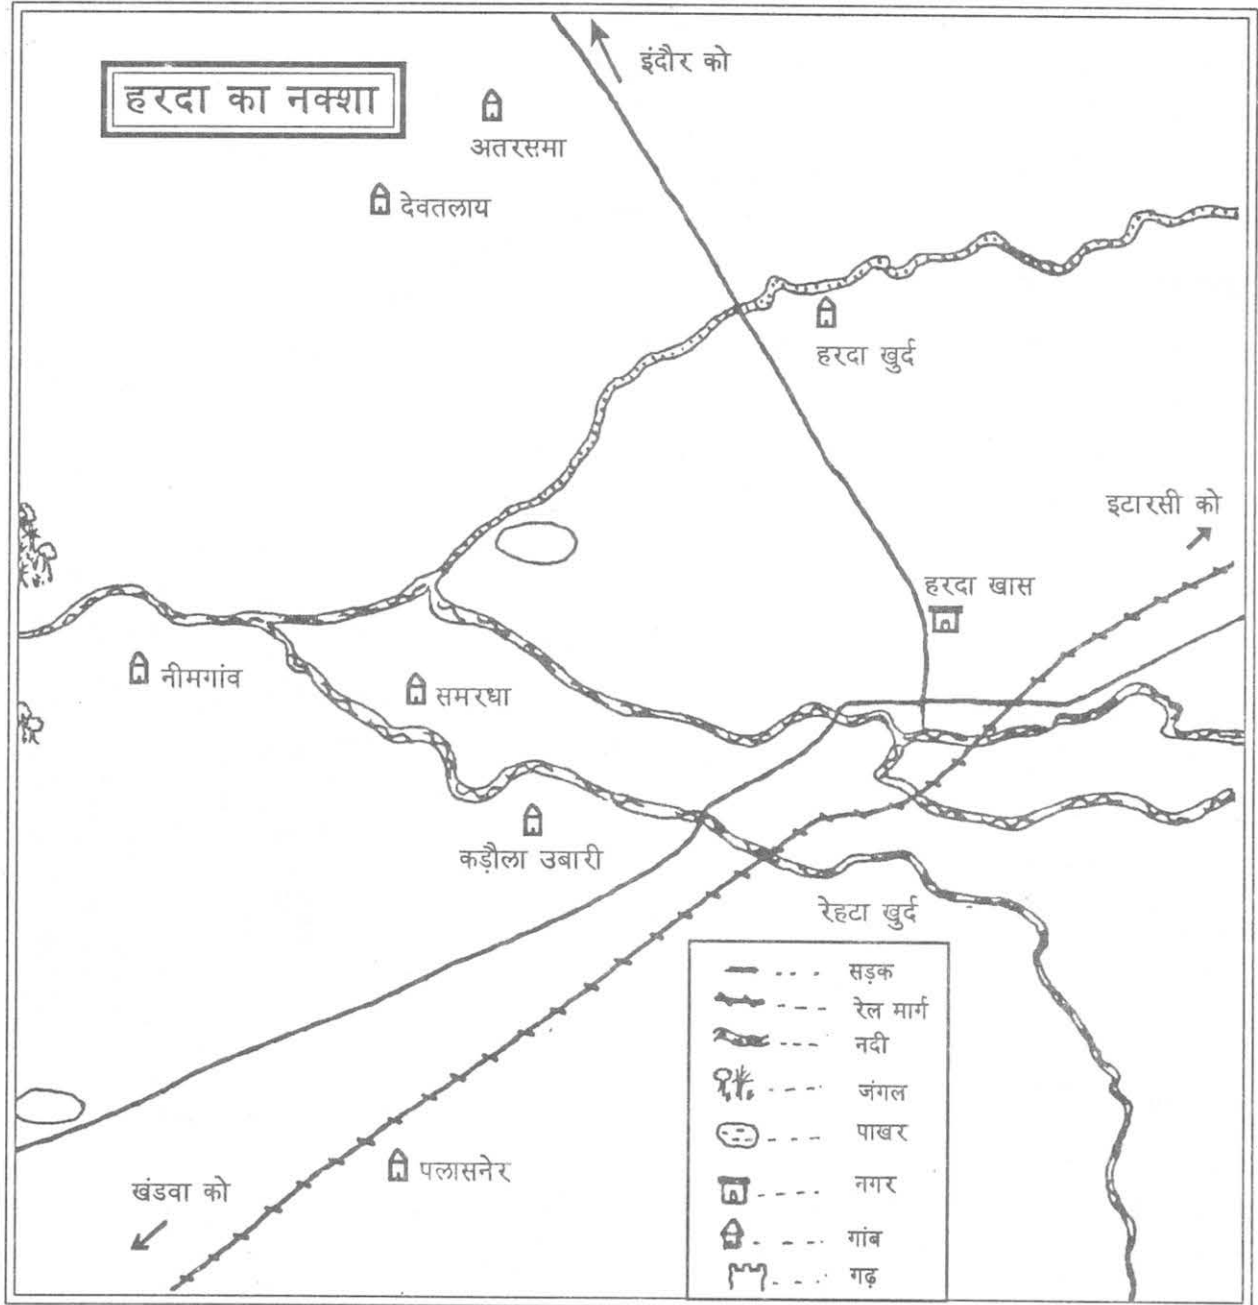 हरदा का नक्शा
इंदौर को
अतरसमा
देवतलाय
हरदा खुर्द
इटारसी को
हरदा खास
नीमगांव
समरधा
कड़ौला उबारी
रेहटा खुर्द
सड़क
रेल मार्ग
नदी
जंगल
पाखर
नगर
गांब
गढ़
पलासनेर
खंडवा को